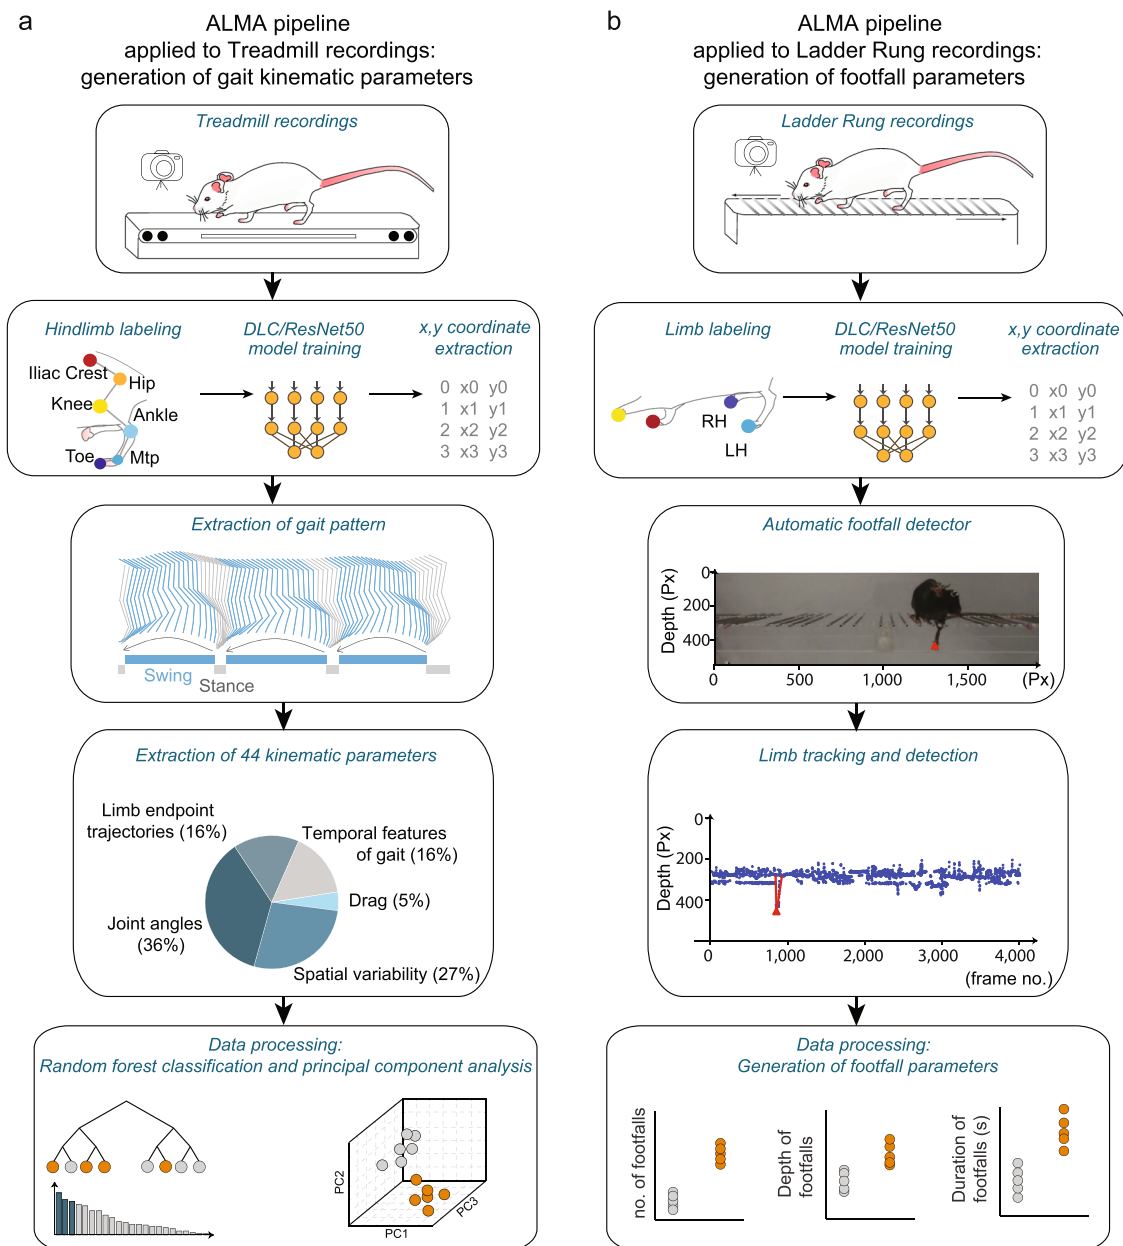 a
ALMA pipeline
applied to Treadmill recordings:
generation of gait kinematic parameters
Treadmill recordings
Hindlimb labeling
DLC/ResNet50
model training
x,y coordinate
extraction
Iliac Crest
Hip
Knee
Ankle
Toe
Mtp
0 x0 y0
1 x1 y1
2 x2 y2
3 x3 y3
Extraction of gait pattern
Swing
Stance
Extraction of 44 kinematic parameters
Limb endpoint
trajectories (16%)
Temporal features
of gait (16%)
Drag (5%)
Joint angles
(36%)
Spatial variability (27%)
Data processing:
Random forest classification and principal component analysis
PC2
PC1
PC3
b
ALMA pipeline
applied to Ladder Rung recordings:
generation of footfall parameters
Ladder Rung recordings
Limb labeling
DLC/ResNet50
model training
x,y coordinate
extraction
RH
LH
0 x0 y0
1 x1 y1
2 x2 y2
3 x3 y3
Automatic footfall detector
Depth (Px)
0
200
400
0 500 1,000 1,500 (Px)
Limb tracking and detection
Depth (Px)
0
200
400
0 1,000 2,000 3,000 4,000
(frame no.)
Data processing:
Generation of footfall parameters
no. of footfalls
Depth of
footfalls
Duration of
footfalls (s)